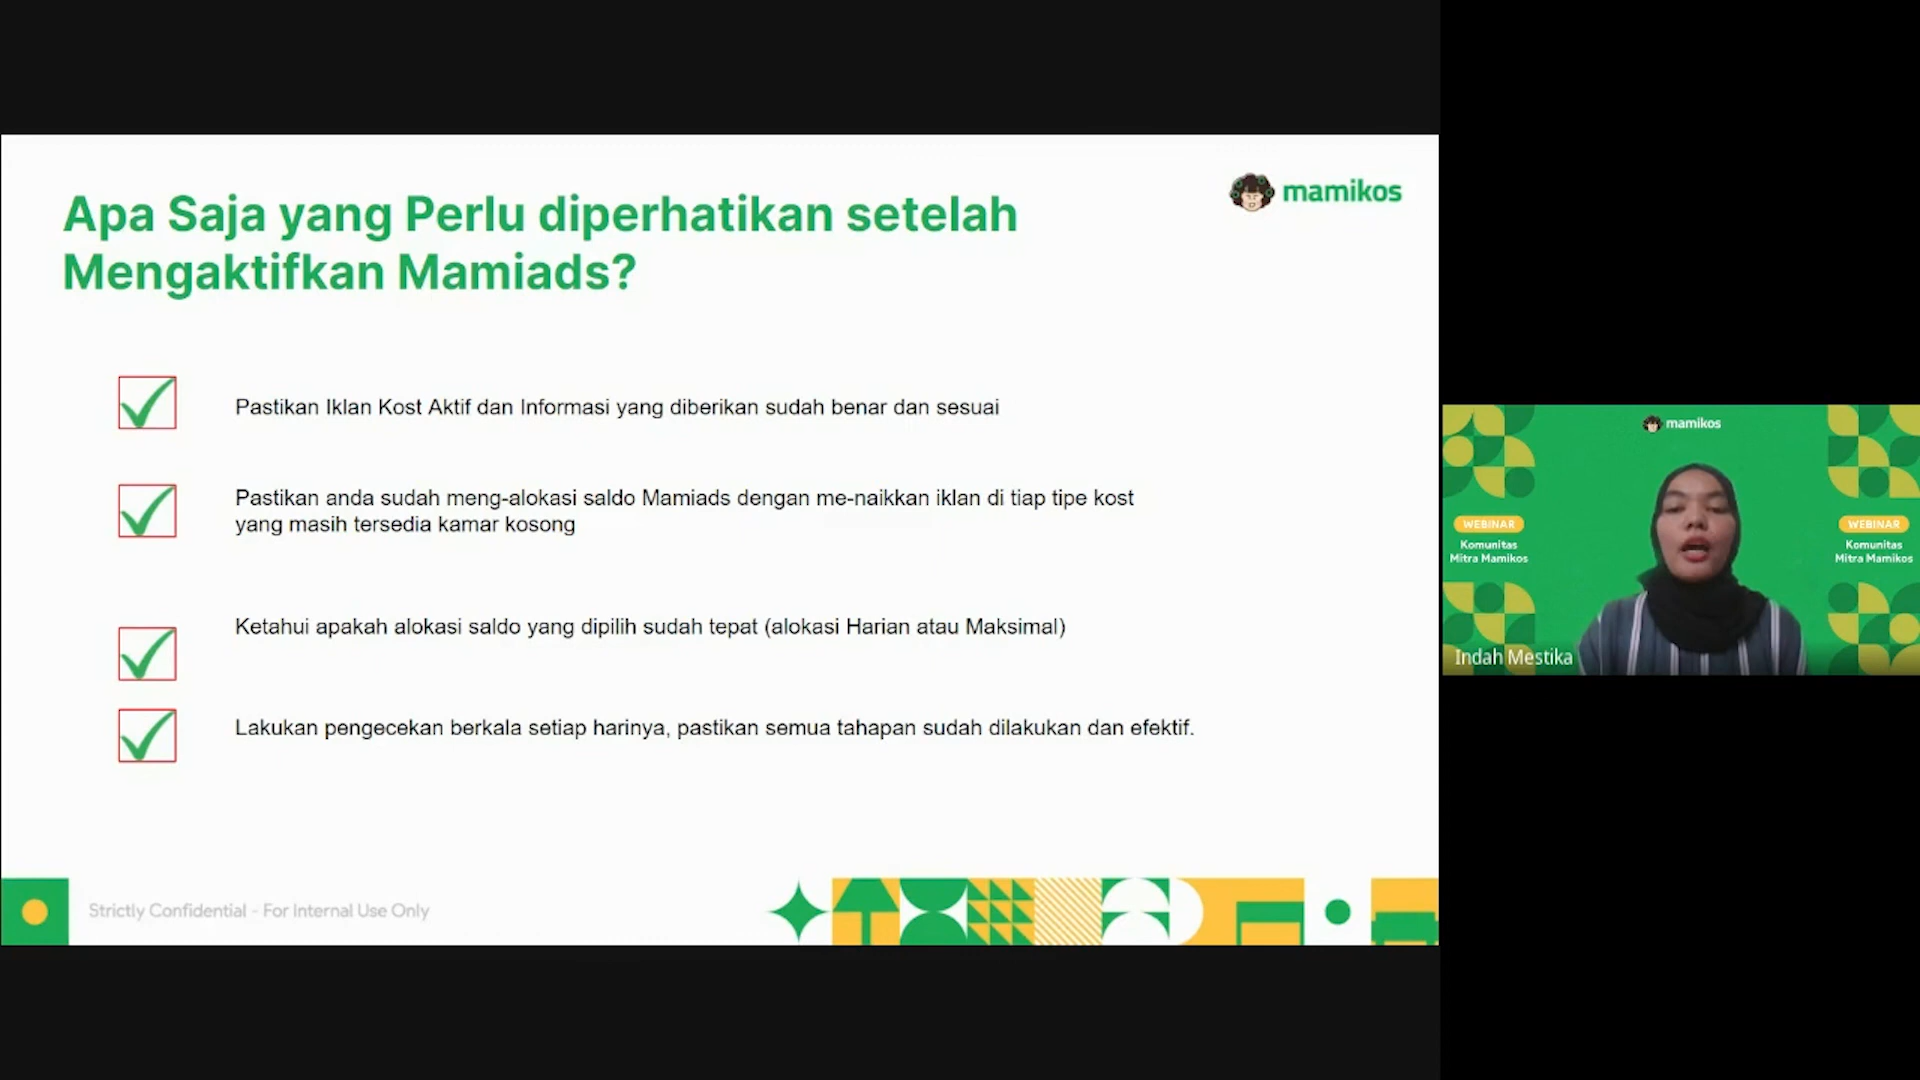 Apa Saja yang Perlu diperhatikan setelah
Mengaktifkan Mamiads?
mamikos
Pastikan Iklan Kost Aktif dan Informasi yang diberikan sudah benar dan sesuai
Pastikan anda sudah meng-alokasi saldo Mamiads dengan me-naikkan iklan di tiap tipe kost
yang masih tersedia kamar kosong
Ketahui apakah alokasi saldo yang dipilih sudah tepat (alokasi Harian atau Maksimal)
Lakukan pengecekan berkala setiap harinya, pastikan semua tahapan sudah dilakukan dan efektif.
Strictly Confidential - For Internal Use Only
mamikos
WEBINAR
Komunitas
Mitra Mamikos
WEBINAR
Komunitas
Mitra Mamikos
Indah Mestika